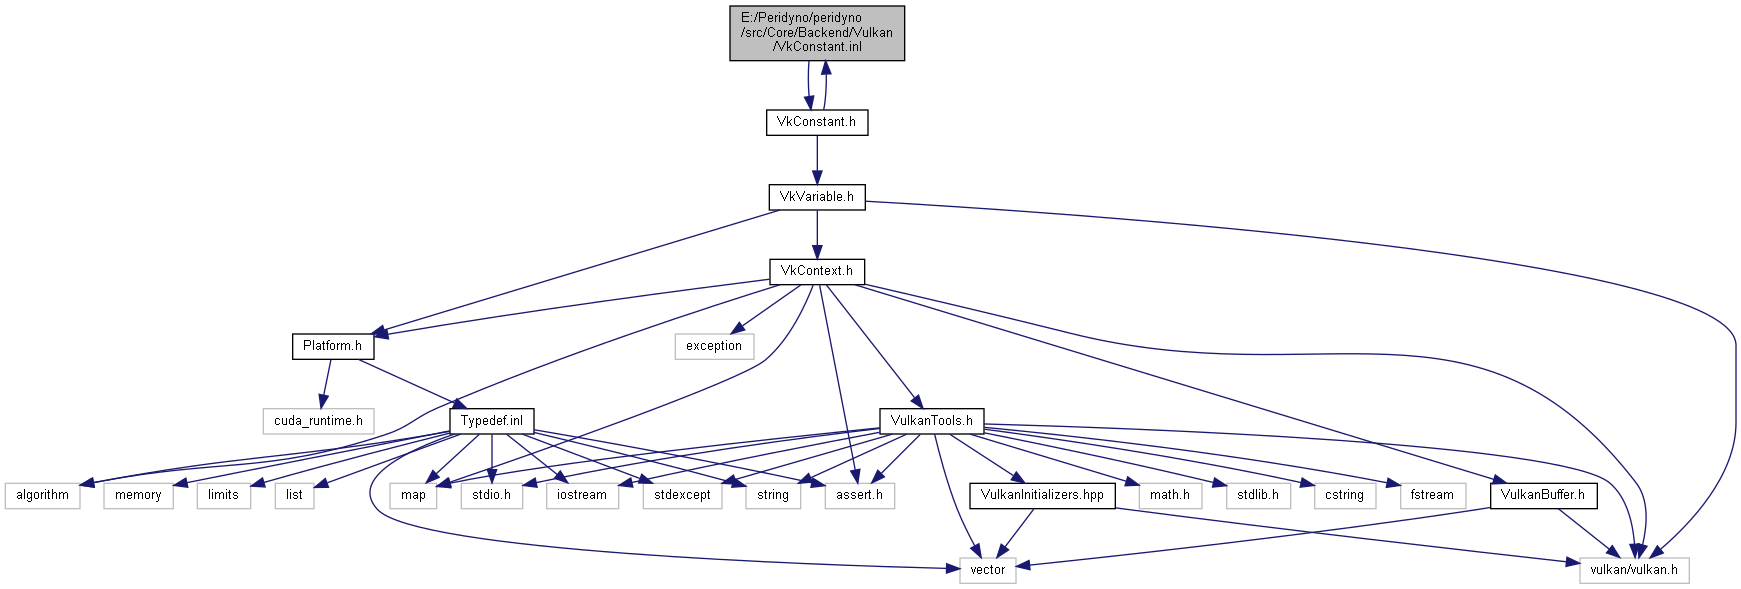 E:/Peridyno/peridyno
/src/Core/Backend/Vulkan
/VkConstant.inl
VkConstant.h
VkVariable.h
VkContext.h
Platform.h
exception
cuda_runtime.h
Typedef.inl
VulkanTools.h
algorithm
memory
limits
list
map
stdio.h
iostream
stdexcept
string
assert.h
VulkanInitializers.hpp
math.h
stdlib.h
cstring
fstream
VulkanBuffer.h
vector
vulkan/vulkan.h